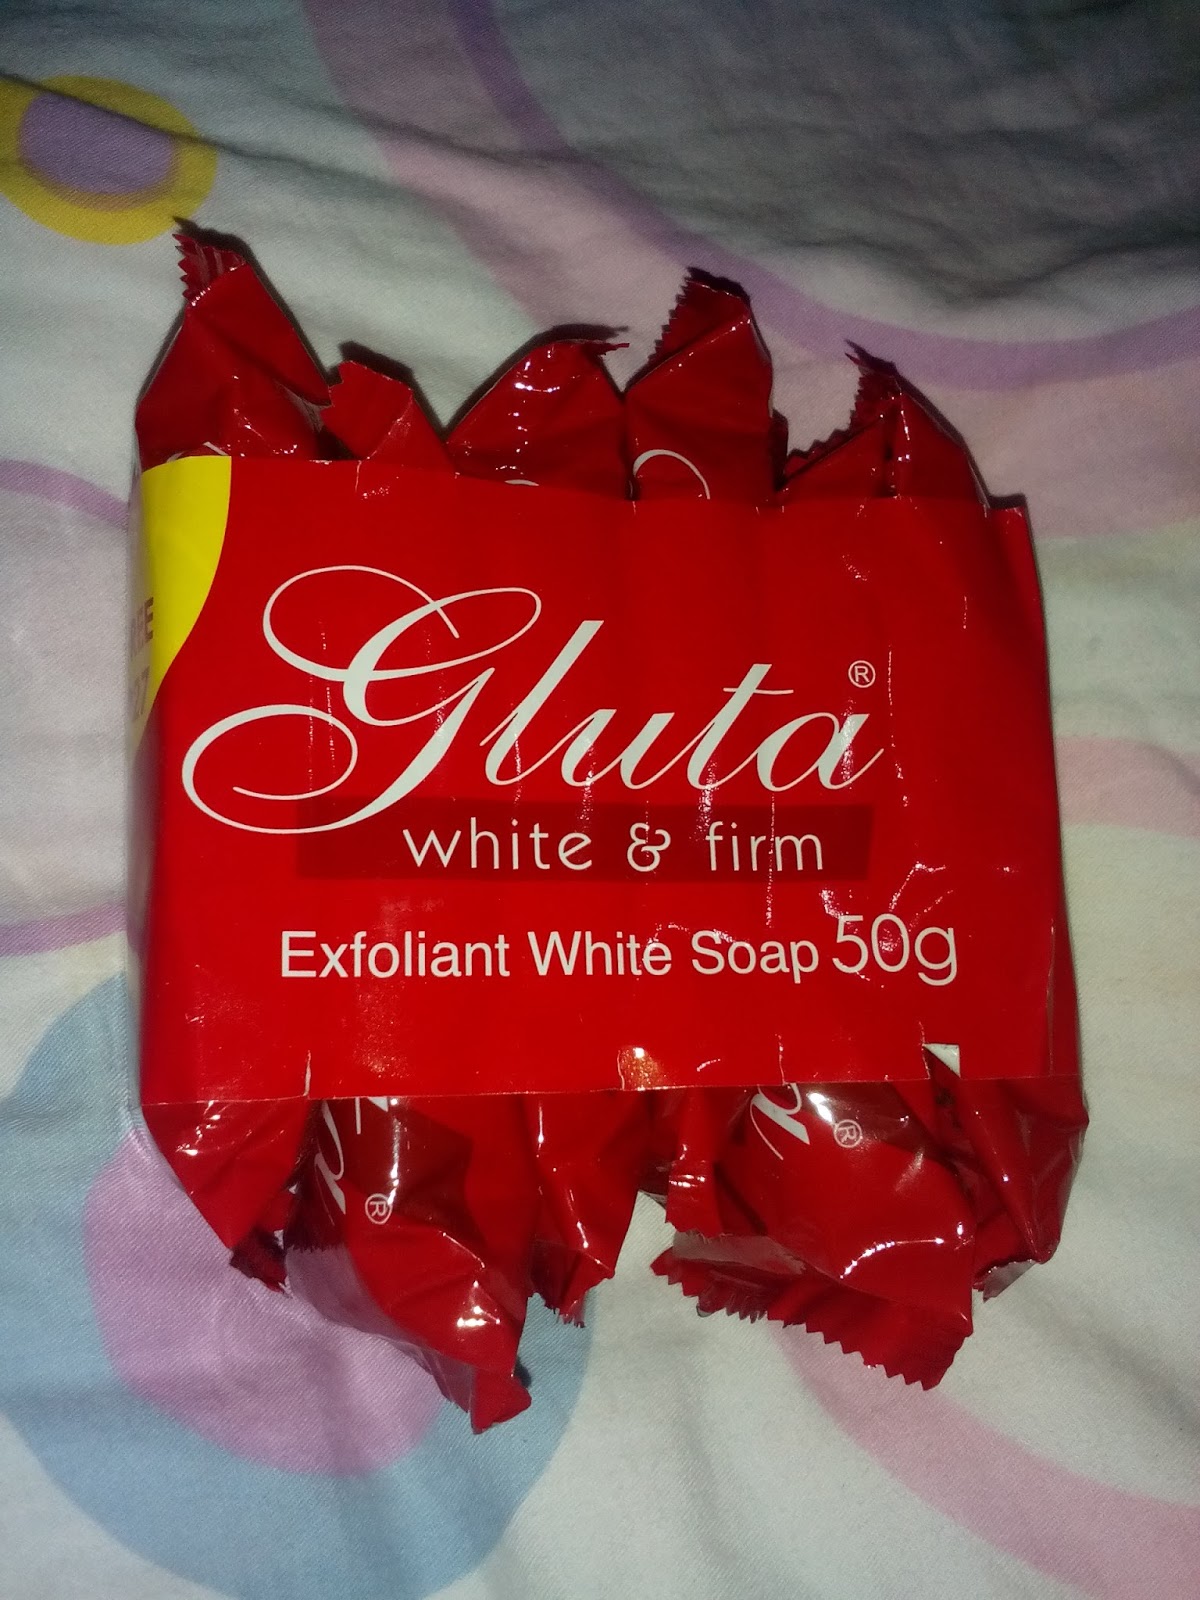 Gluta®
white & firm
Exfoliant White Soap 50g
®
®